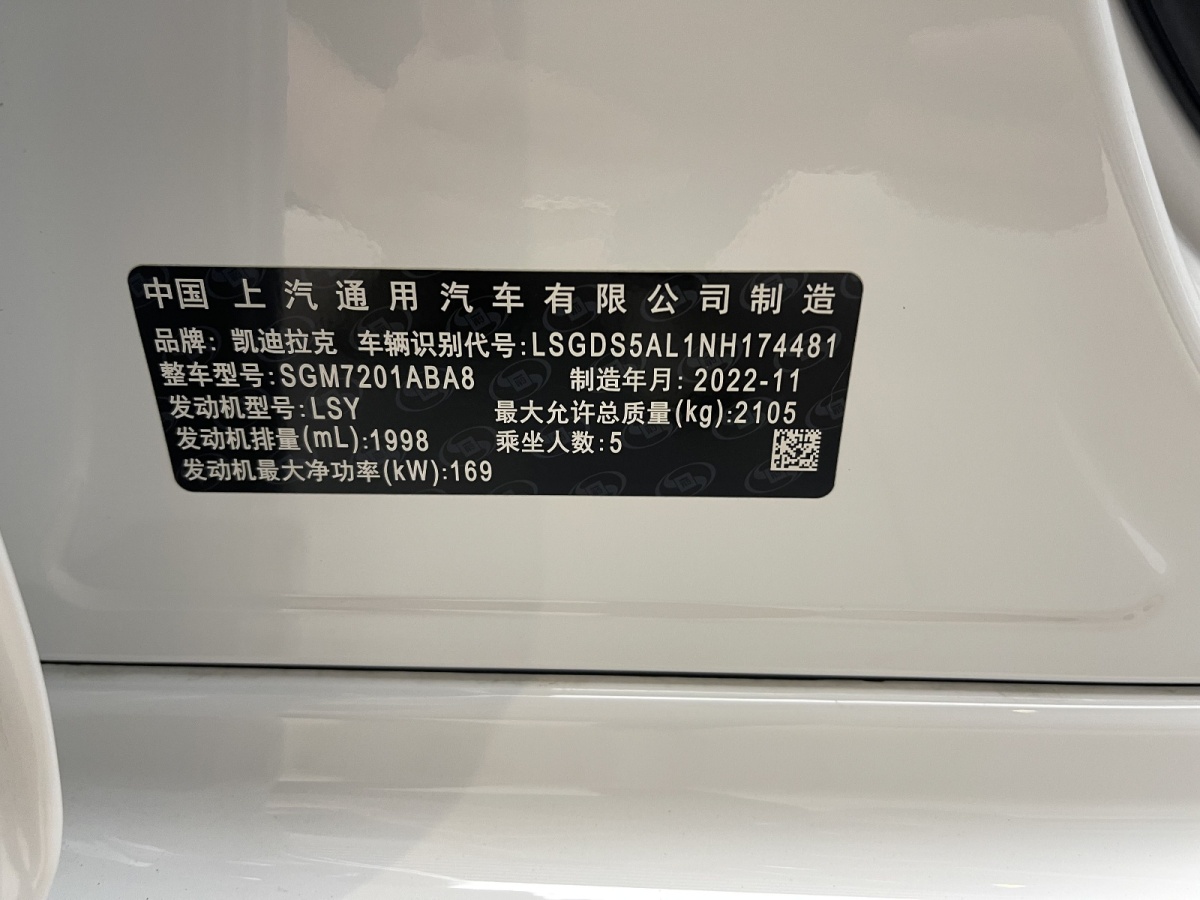 中国 上汽通用汽车有限公司制造
品牌: 凯迪拉克 车辆识别代号:LSGDS5AL1NH174481
整车型号:SGM7201ABA8 制造年月: 2022-11
发动机型号:LSY 最大允许总质量(kg):2105
发动机排量(mL):1998 乘坐人数:5
发动机最大净功率(kW):169